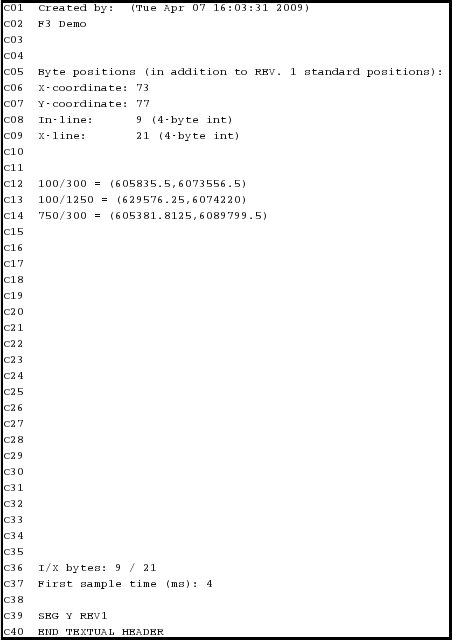 C01  Created by:  (Tue Apr 07 16:03:31 2009)
C02  F3 Demo
C03
C04
C05  Byte positions (in addition to REV. 1 standard positions):
C06  X-coordinate: 73
C07  Y-coordinate: 77
C08  In-line:      9 (4-byte int)
C09  X-line:       21 (4-byte int)
C10
C11
C12  100/300 = (605835.5,6073556.5)
C13  100/1250 = (629576.25,6074220)
C14  750/300 = (605381.8125,6089799.5)
C15
C16
C17
C18
C19
C20
C21
C22
C23
C24
C25
C26
C27
C28
C29
C30
C31
C32
C33
C34
C35
C36  I/X bytes: 9 / 21
C37  First sample time (ms): 4
C38
C39  SEG Y REV1
C40  END TEXTUAL HEADER